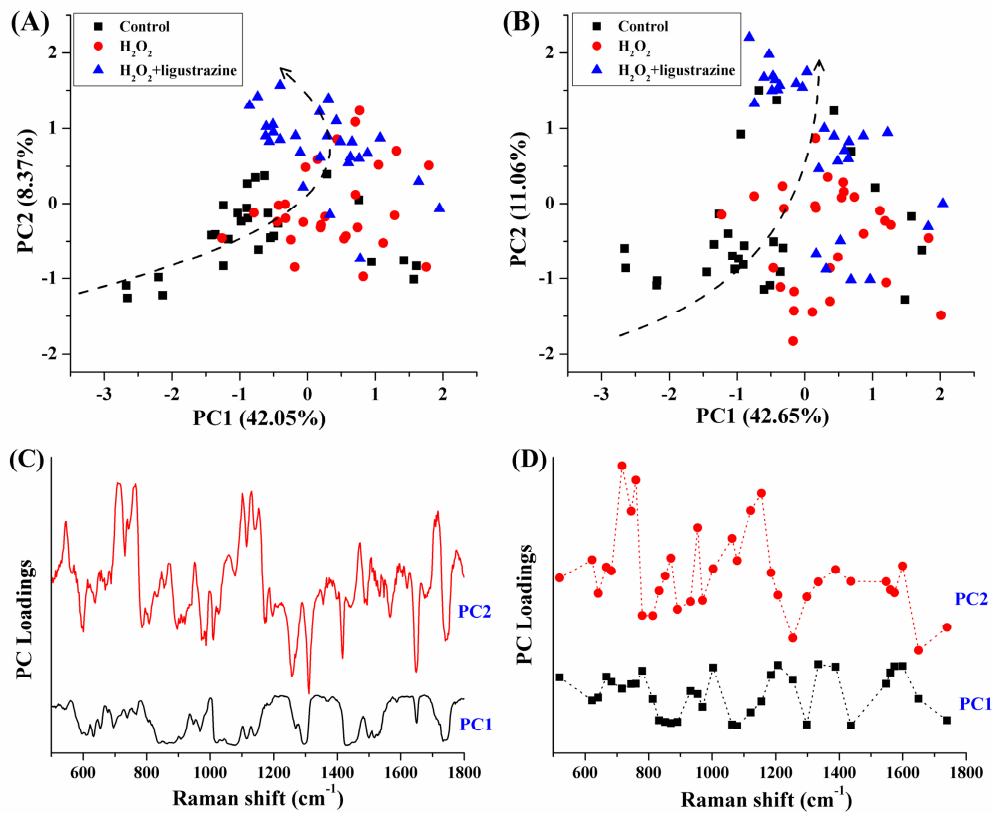 (A)
Control
H₂O₂
H₂O₂+ligustrazine
PC2 (8.37%)
2
1
0
-1
-2
-3
-2
-1
0
1
2
PC1 (42.05%)
(B)
Control
H₂O₂
H₂O₂+ligustrazine
PC2 (11.06%)
2
1
0
-1
-2
-3
-2
-1
0
1
2
PC1 (42.65%)
(C)
PC Loadings
PC2
PC1
600
800
1000
1200
1400
1600
1800
Raman shift (cm⁻¹)
(D)
PC Loadings
PC2
PC1
600
800
1000
1200
1400
1600
1800
Raman shift (cm⁻¹)